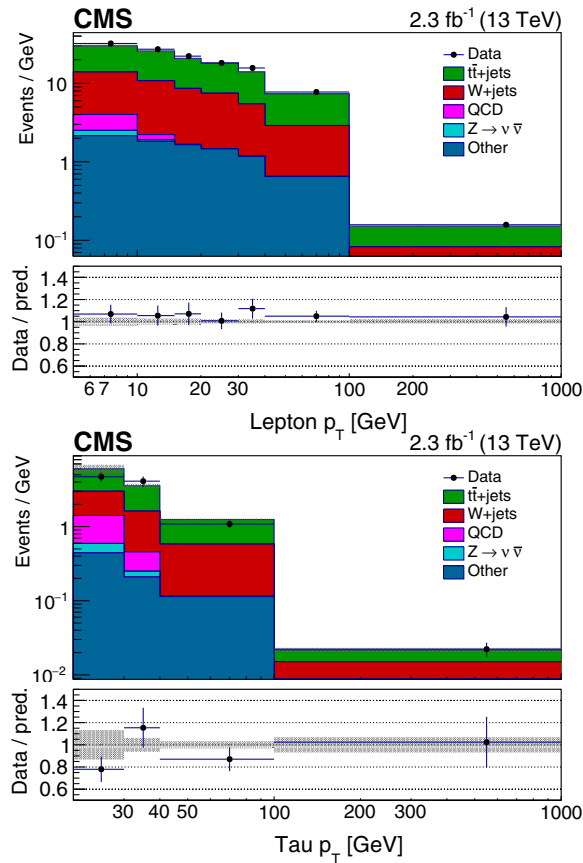 CMS 2.3 fb⁻¹ (13 TeV)
Events / GeV
10
1
10⁻¹
Data
tt̄+jets
W+jets
QCD
Z → ν ν̄
Other
Data / pred.
1.4
1.2
1
0.8
0.6
6 7 10 20 30 100 200 300 1000
Lepton p_T [GeV]
CMS 2.3 fb⁻¹ (13 TeV)
Events / GeV
1
10⁻¹
10⁻²
Data
tt̄+jets
W+jets
QCD
Z → ν ν̄
Other
Data / pred.
1.4
1.2
1
0.8
0.6
30 40 50 100 200 300 1000
Tau p_T [GeV]